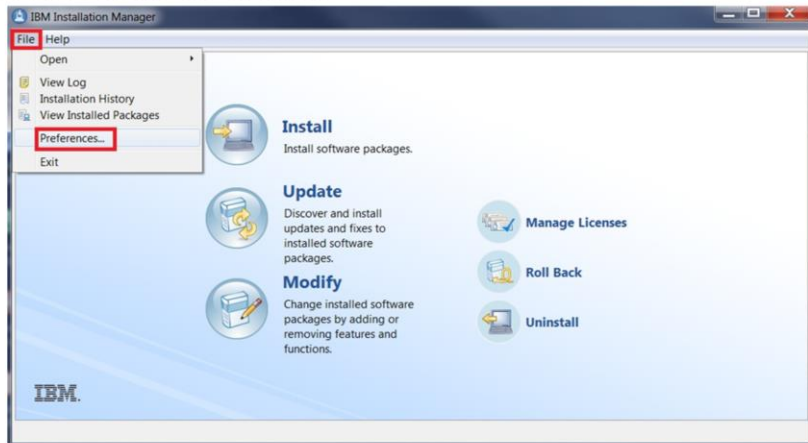 IBM Installation Manager
File Help
Open
View Log
Installation History
View Installed Packages
Preferences...
Exit
Install
Install software packages.
Update
Discover and install
updates and fixes to
installed software
packages.
Modify
Change installed software
packages by adding or
removing features and
functions.
Manage Licenses
Roll Back
Uninstall
IBM.